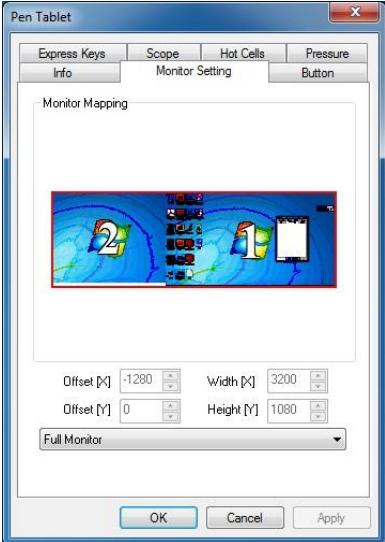 Pen Tablet
Express Keys Scope Hot Cells Pressure
Info Monitor Setting Button
Monitor Mapping
2 1
Offset [X] -1280 Width [X] 3200
Offset [Y] 0 Height [Y] 1080
Full Monitor
OK Cancel Apply